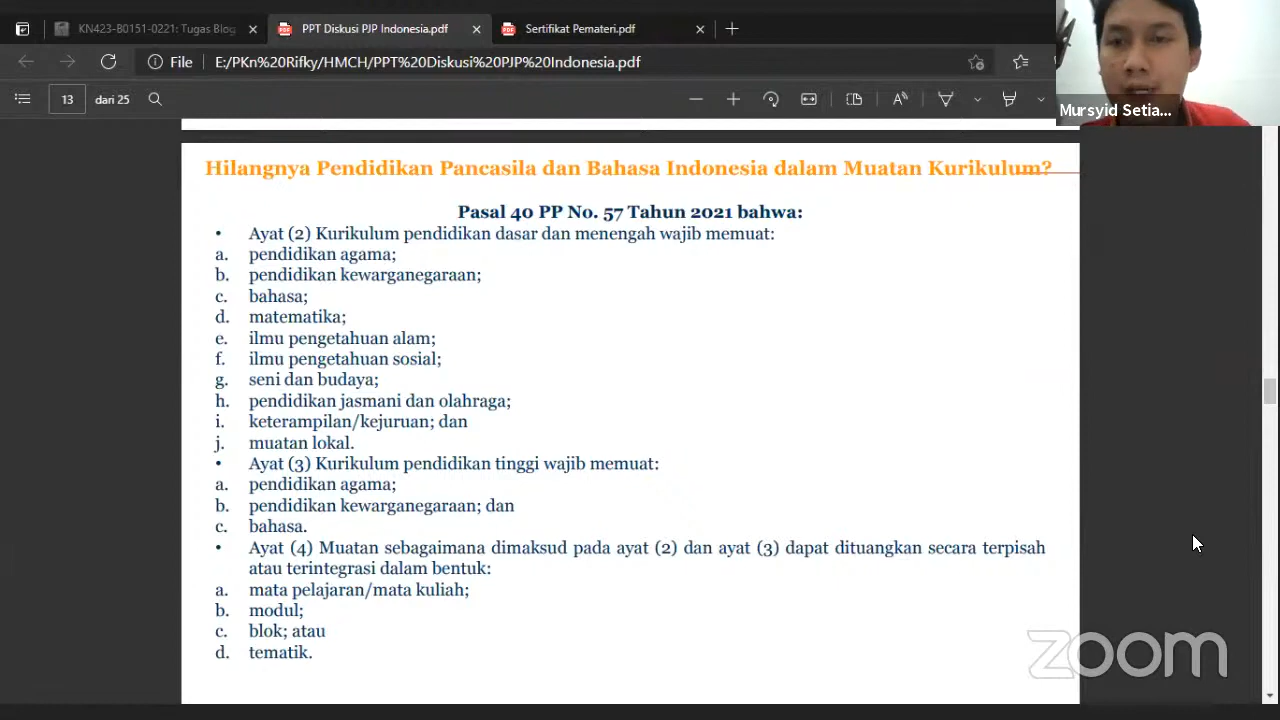 KN423-B0151-0221: Tugas Blog
PPT Diskusi PJP Indonesia.pdf
Sertifikat Pemateri.pdf
File
E:/PKn%20Rifky/HMCH/PPT%20Diskusi%20PJP%20Indonesia.pdf
13
dari 25
Mursyid Setia...
Hilangnya Pendidikan Pancasila dan Bahasa Indonesia dalam Muatan Kurikulum?
Pasal 40 PP No. 57 Tahun 2021 bahwa:
• Ayat (2) Kurikulum pendidikan dasar dan menengah wajib memuat:
a. pendidikan agama;
b. pendidikan kewarganegaraan;
c. bahasa;
d. matematika;
e. ilmu pengetahuan alam;
f. ilmu pengetahuan sosial;
g. seni dan budaya;
h. pendidikan jasmani dan olahraga;
i. keterampilan/kejuruan; dan
j. muatan lokal.
• Ayat (3) Kurikulum pendidikan tinggi wajib memuat:
a. pendidikan agama;
b. pendidikan kewarganegaraan; dan
c. bahasa.
• Ayat (4) Muatan sebagaimana dimaksud pada ayat (2) dan ayat (3) dapat dituangkan secara terpisah
atau terintegrasi dalam bentuk:
a. mata pelajaran/mata kuliah;
b. modul;
c. blok; atau
d. tematik.
zoom